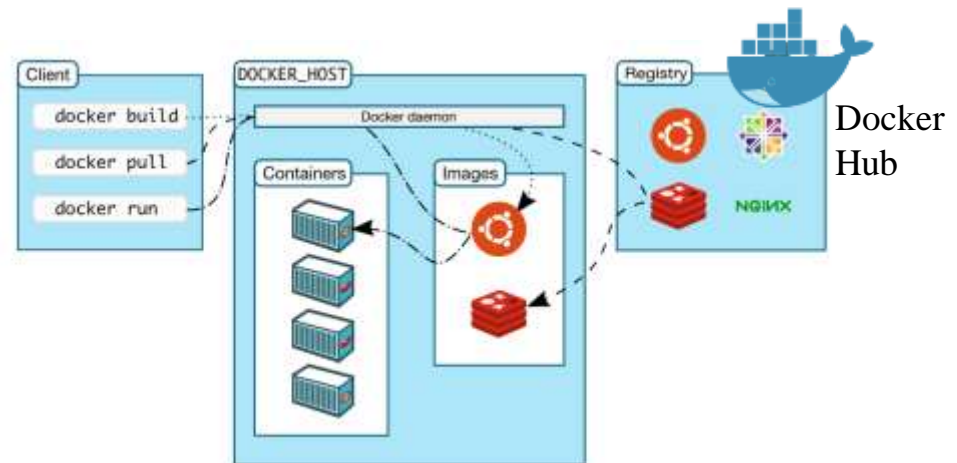 Client
docker build
docker pull
docker run
DOCKER_HOST
Docker daemon
Containers
Images
Registry
NGINX
Docker
Hub